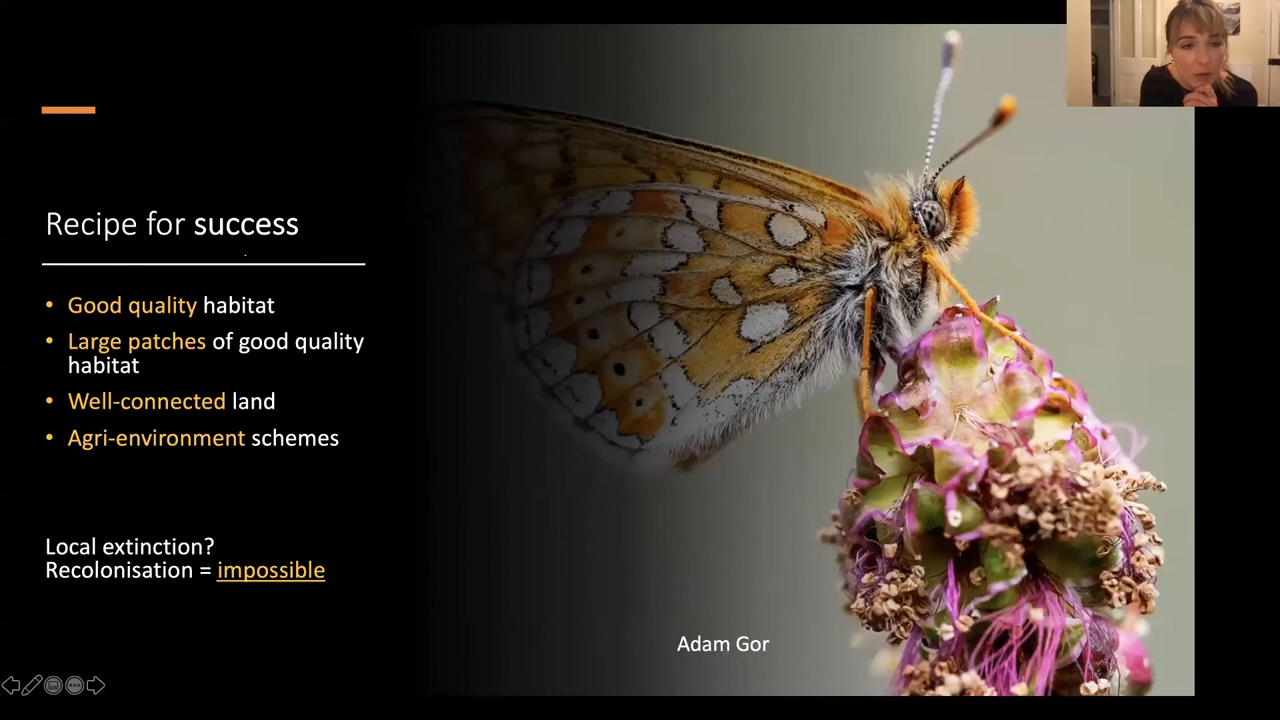 Recipe for success
• Good quality habitat
• Large patches of good quality
habitat
• Well-connected land
• Agri-environment schemes
Local extinction?
Recolonisation = impossible
Adam Gor